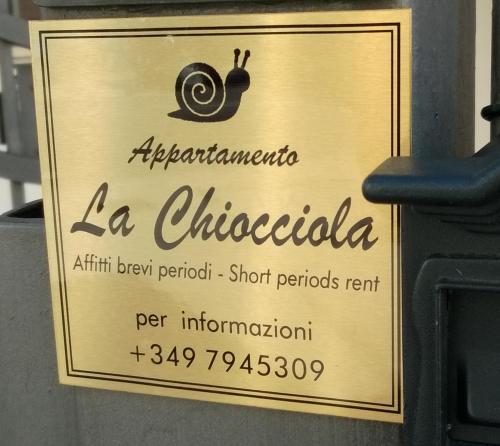 Appartamento
La Chiocciola
Affitti brevi periodi - Short periods rent
per informazioni
+349 7945309